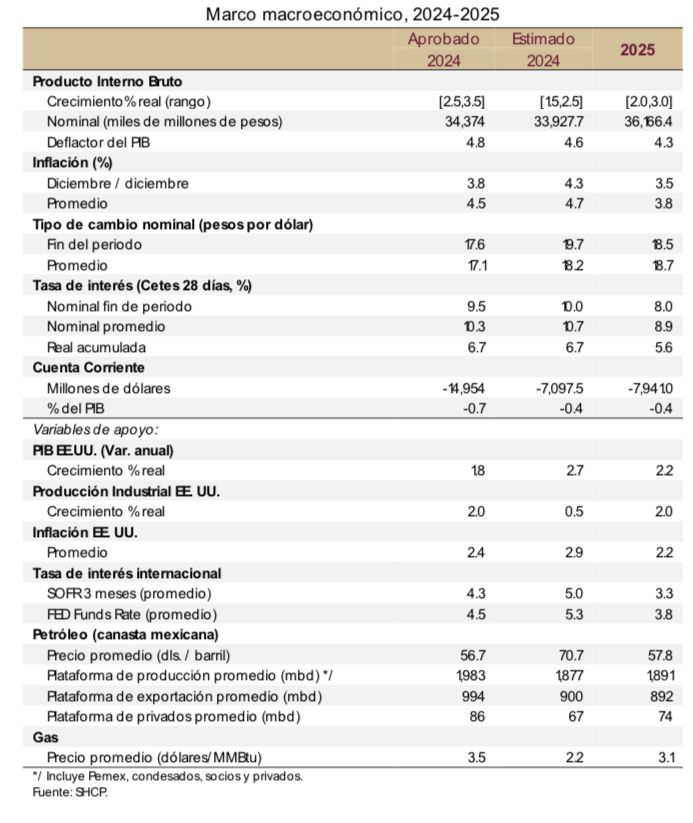 Marco macroeconómico, 2024-2025
Aprobado Estimado
2024 2024 2025
Producto Interno Bruto
Crecimiento % real (rango) [2.5,3.5] [1.5,2.5] [2.0,3.0]
Nominal (miles de millones de pesos) 34,374 33,927.7 36,166.4
Deflactor del PIB 4.8 4.6 4.3
Inflación (%)
Diciembre / diciembre 3.8 4.3 3.5
Promedio 4.5 4.7 3.8
Tipo de cambio nominal (pesos por dólar)
Fin del periodo 17.6 19.7 18.5
Promedio 17.1 18.2 18.7
Tasa de interés (Cetes 28 días, %)
Nominal fin de periodo 9.5 10.0 8.0
Nominal promedio 10.3 10.7 8.9
Real acumulada 6.7 6.7 5.6
Cuenta Corriente
Millones de dólares -14,954 -7,097.5 -7,941.0
% del PIB -0.7 -0.4 -0.4
Variables de apoyo:
PIB EE.UU. (Var. anual)
Crecimiento % real 1.8 2.7 2.2
Producción Industrial EE. UU.
Crecimiento % real 2.0 0.5 2.0
Inflación EE. UU.
Promedio 2.4 2.9 2.2
Tasa de interés internacional
SOFR 3 meses (promedio) 4.3 5.0 3.3
FED Funds Rate (promedio) 4.5 5.3 3.8
Petróleo (canasta mexicana)
Precio promedio (dls. / barril) 56.7 70.7 57.8
Plataforma de producción promedio (mbd) */ 1,983 1,877 1,891
Plataforma de exportación promedio (mbd) 994 900 892
Plataforma de privados promedio (mbd) 86 67 74
Gas
Precio promedio (dólares/ MMBtu) 3.5 2.2 3.1
*/ Incluye Pemex, condesados, socios y privados.
Fuente: SHCP.